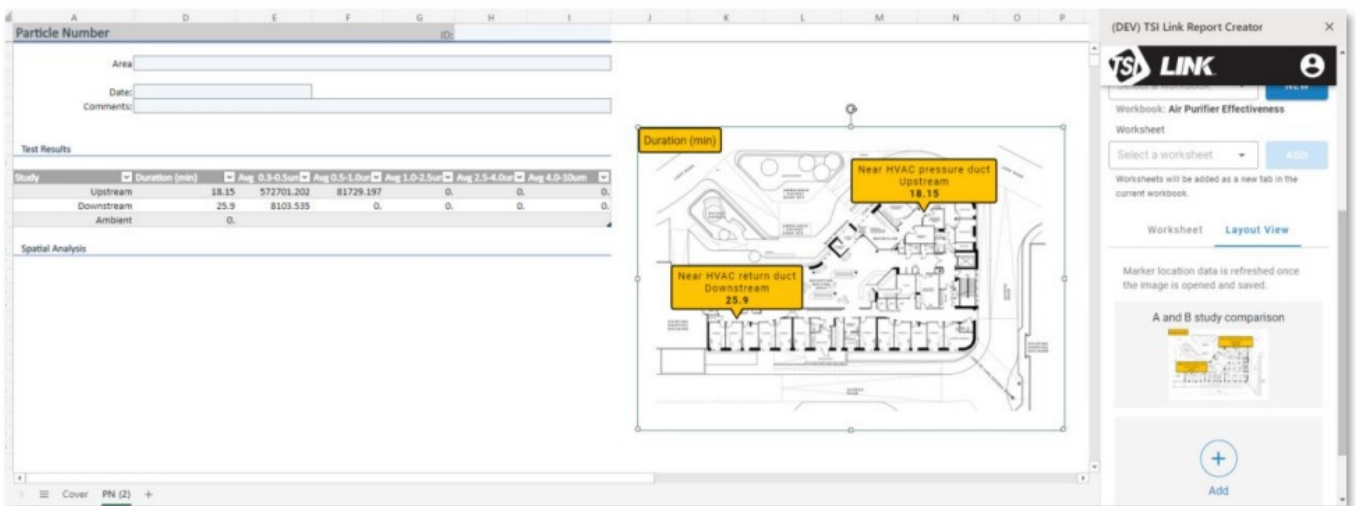 A D E F G H I J K L M N O P
Particle Number ID:
Area
Date:
Comments:
Test Results
Study Duration (min) Avg 0.3-0.5um Avg 0.5-1.0ur Avg 1.0-2.5ur Avg 2.5-4.0ur Avg 4.0-10um
Upstream 18.15 572701.202 81729.197 0. 0. 0.
Downstream 25.9 8103.535 0. 0. 0. 0.
Ambient 0.
Spatial Analysis
Duration (min)
Near HVAC pressure duct
Upstream
18.15
Near HVAC return duct
Downstream
25.9
Cover PN (2) +
(DEV) TSI Link Report Creator ×
TSI LINK
Select a workbook NEW
Workbook: Air Purifier Effectiveness
Worksheet
Select a worksheet ADD
Worksheets will be added as a new tab in the
current workbook.
Worksheet Layout View
Marker location data is refreshed once
the image is opened and saved.
A and B study comparison
Add